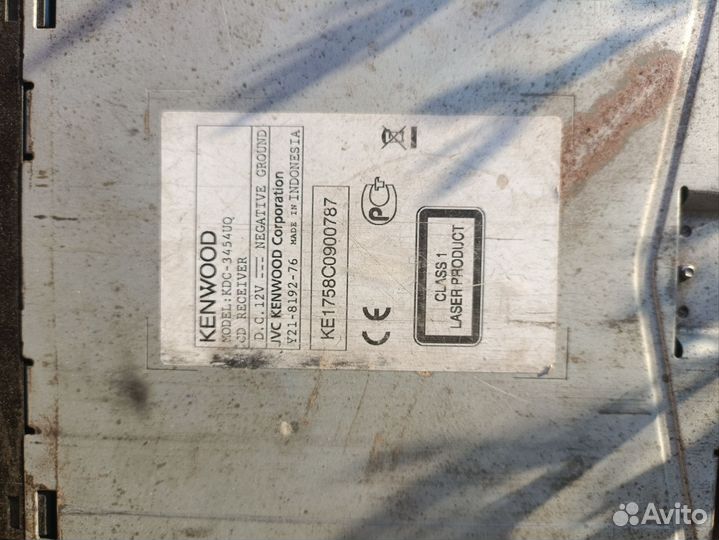 KENWOOD
MODEL:KDC-3454UQ
CD RECEIVER
D.C.12V NEGATIVE GROUND
JVC KENWOOD Corporation
Y21-8192-76 MADE IN INDONESIA
KE1758C0900787
CE
PC
CLASS 1
LASER PRODUCT
Avito